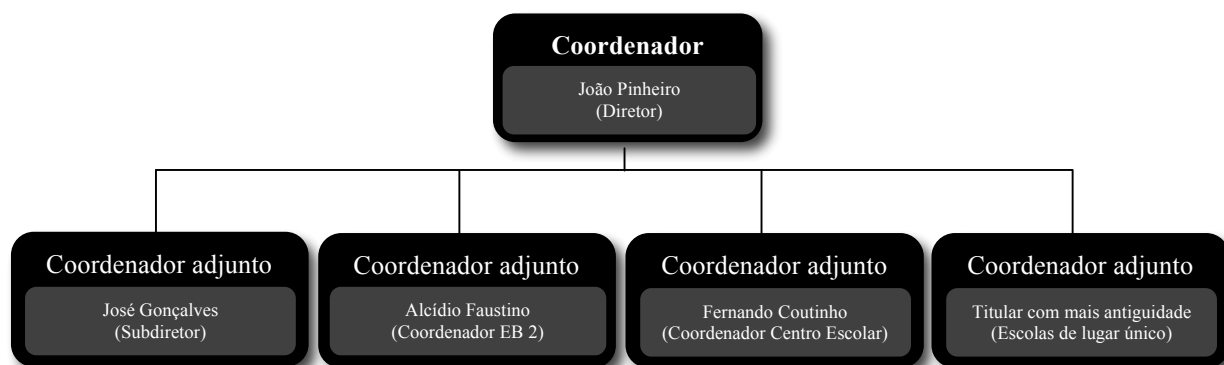 Coordenador
João Pinheiro
(Diretor)
Coordenador adjunto
José Gonçalves
(Subdiretor)
Coordenador adjunto
Alcídio Faustino
(Coordenador EB 2)
Coordenador adjunto
Fernando Coutinho
(Coordenador Centro Escolar)
Coordenador adjunto
Titular com mais antiguidade
(Escolas de lugar único)